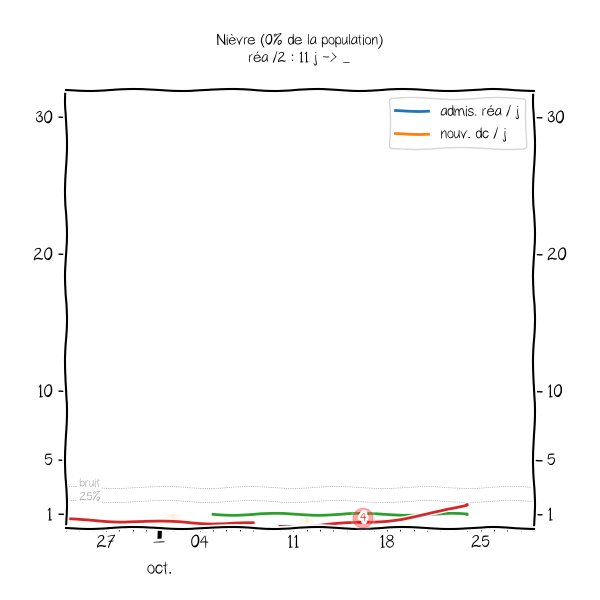 Nièvre (0% de la population)
réa /2 : 11 j -> _
admis. réa / j
nouv. dc / j
30
30
20
20
10
10
5
5
bruit
25%
1
1
4
27
04
11
18
25
oct.